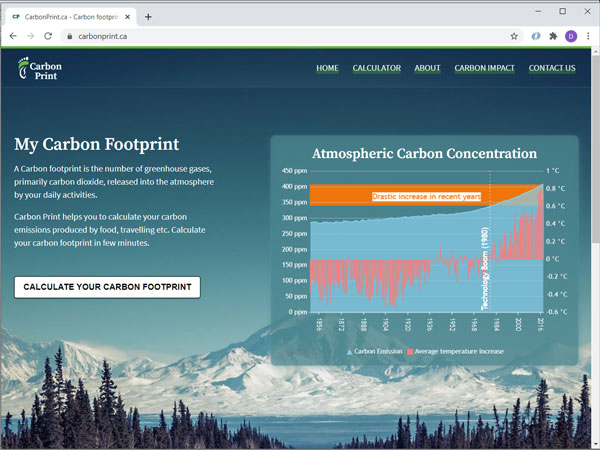 CF CarbonPrint.ca - Carbon footprin
carbonprint.ca
D
Carbon
Print
HOME CALCULATOR ABOUT CARBON IMPACT CONTACT US
My Carbon Footprint
A Carbon footprint is the number of greenhouse gases,
primarily carbon dioxide, released into the atmosphere
by your daily activities.
Carbon Print helps you to calculate your carbon
emissions produced by food, travelling etc. Calculate
your carbon footprint in few minutes.
CALCULATE YOUR CARBON FOOTPRINT
Atmospheric Carbon Concentration
450 ppm 1 °C
400 ppm 0.8 °C
350 ppm 0.6 °C
300 ppm 0.4 °C
250 ppm 0.2 °C
200 ppm
150 ppm 0 °C
100 ppm -0.2 °C
50 ppm -0.4 °C
0 ppm -0.6 °C
Drastic increase in recent years
Technology Boom (1980)
1856 1872 1888 1904 1920 1936 1952 1968 1984 2000 2016
Carbon Emission Average temperature increase